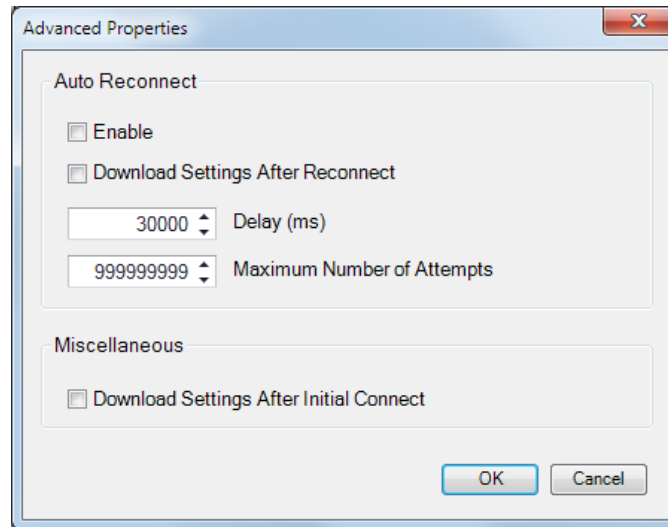 Advanced Properties
Auto Reconnect
Enable
Download Settings After Reconnect
30000 Delay (ms)
999999999 Maximum Number of Attempts
Miscellaneous
Download Settings After Initial Connect
OK Cancel